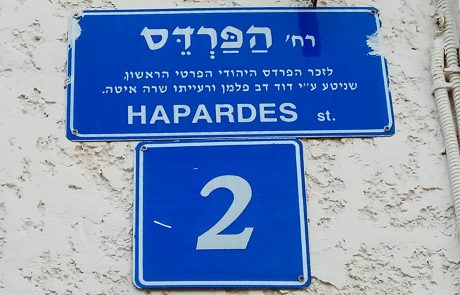 רח׳ הַפַּרְדֵּס
לזכר הפרדס היהודי הפרטי הראשון,
שניטע ע״י דוד דב פלמן ורעייתו שרה איטה.
HAPARDES st.
2